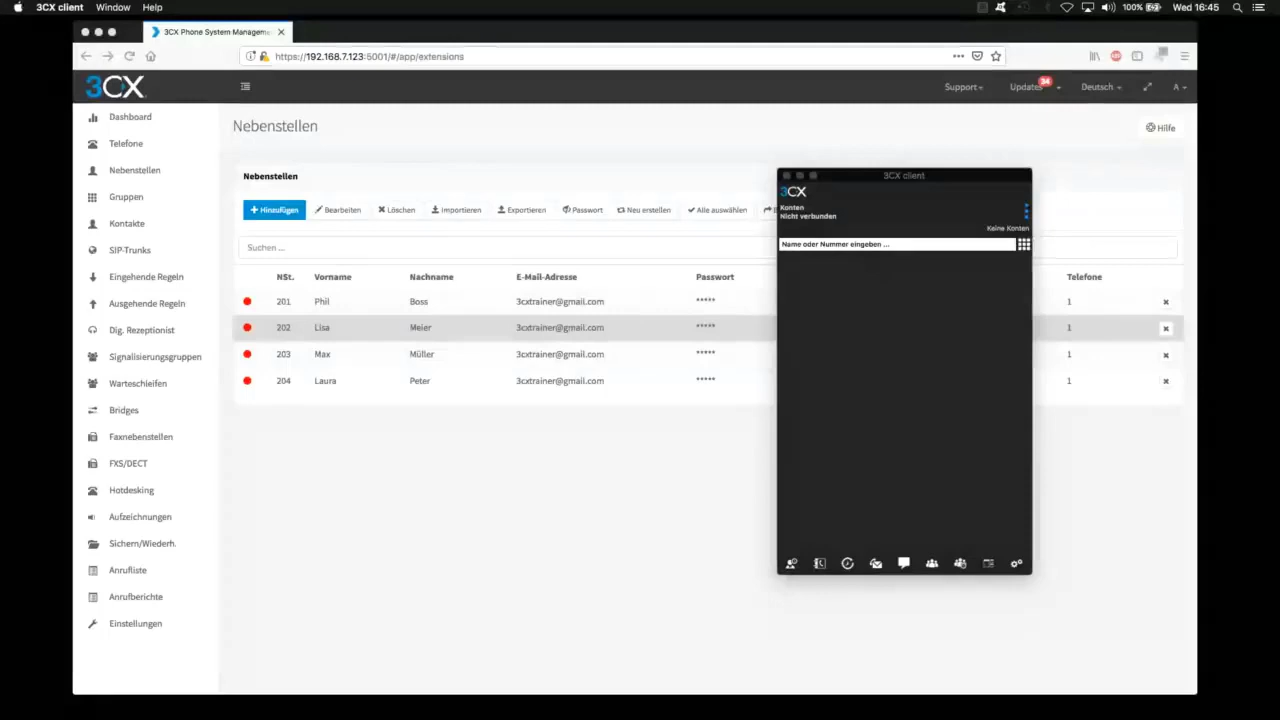 3CX client Window Help 100% Wed 16:45
3CX Phone System Manageme
https://192.168.7.123:5001/#/app/extensions
3CX
Support
Updates 34
Deutsch
A
Dashboard
Telefone
Nebenstellen
Gruppen
Kontakte
SIP-Trunks
Eingehende Regeln
Ausgehende Regeln
Dig. Rezeptionist
Signalisierungsgruppen
Warteschleifen
Bridges
Faxnebenstellen
FXS/DECT
Hotdesking
Aufzeichnungen
Sichern/Wiederh.
Anrufliste
Anrufberichte
Einstellungen
Nebenstellen
Hilfe
Nebenstellen
+ Hinzufügen Bearbeiten Löschen Importieren Exportieren Passwort Neu erstellen Alle auswählen
Suchen ...
NSt. Vorname Nachname E-Mail-Adresse Passwort Telefone
201 Phil Boss 3cxtrainer@gmail.com ***** 1
202 Lisa Meier 3cxtrainer@gmail.com ***** 1
203 Max Müller 3cxtrainer@gmail.com ***** 1
204 Laura Peter 3cxtrainer@gmail.com ***** 1
3CX client
3CX
Konten
Nicht verbunden
Keine Konten
Name oder Nummer eingeben ...